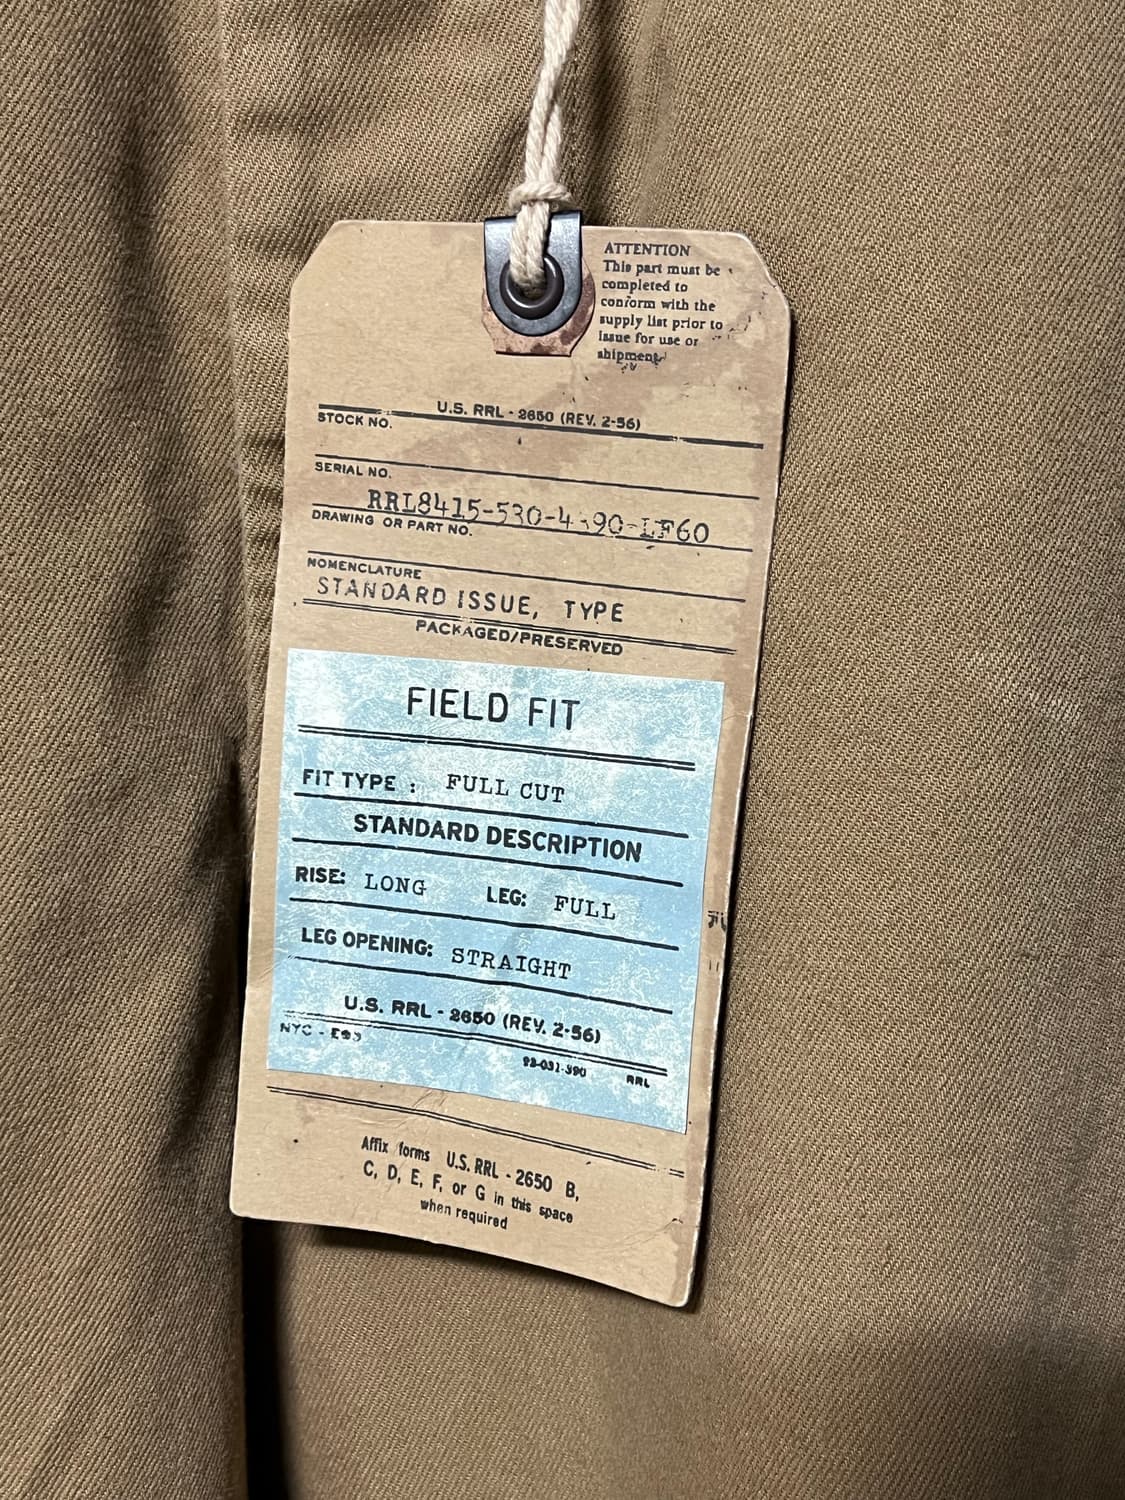 ATTENTION
This part must be
completed to
conform with the
supply list prior to
issue for use or
shipment
U.S. RRL - 2650 (REV. 2-56)
STOCK NO.
SERIAL NO.
DRAWING OR PART NO.
NOMENCLATURE
STANDARD ISSUE, TYPE
PACKAGED/PRESERVED
FIELD FIT
FIT TYPE : FULL CUT
STANDARD DESCRIPTION
RISE: LONG LEG: FULL
LEG OPENING: STRAIGHT
U.S. RRL - 2650 (REV. 2-56)
NYC -
RRL
Affix forms U.S. RRL - 2650 B,
C, D, E, F, or G in this space
when required